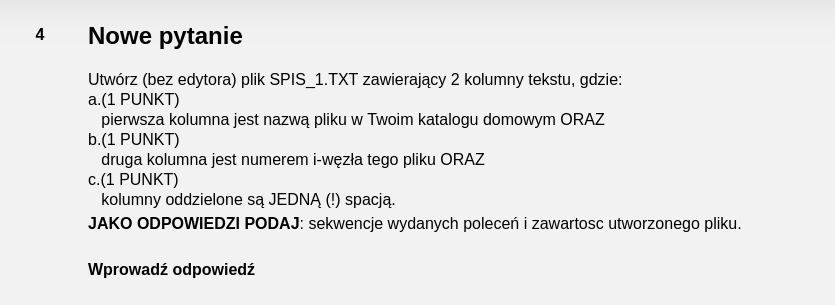 4 Nowe pytanie
Utwórz (bez edytora) plik SPIS_1.TXT zawierający 2 kolumny tekstu, gdzie:
a.(1 PUNKT)
pierwsza kolumna jest nazwą pliku w Twoim katalogu domowym ORAZ
b.(1 PUNKT)
druga kolumna jest numerem i-węzła tego pliku ORAZ
c.(1 PUNKT)
kolumny oddzielone są JEDNĄ (!) spacją.
JAKO ODPOWIEDZI PODAJ: sekwencje wydanych poleceń i zawartosc utworzonego pliku.
Wprowadź odpowiedź